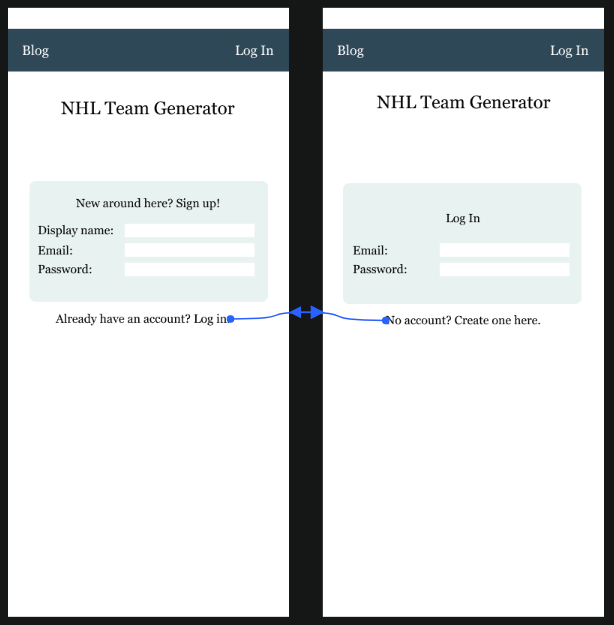 Blog Log In
NHL Team Generator
New around here? Sign up!
Display name:
Email:
Password:
Already have an account? Log in.
Blog Log In
NHL Team Generator
Log In
Email:
Password:
No account? Create one here.